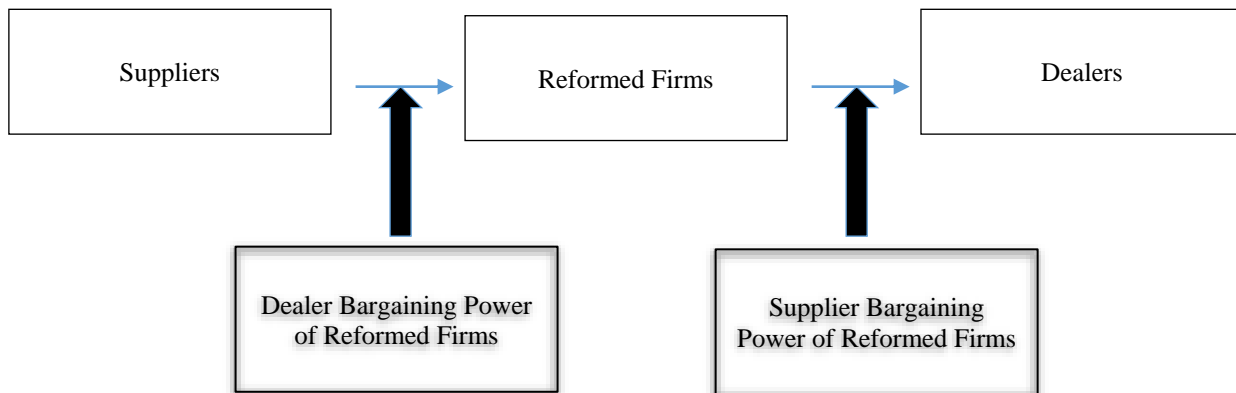 Suppliers
Reformed Firms
Dealers
Dealer Bargaining Power
of Reformed Firms
Supplier Bargaining
Power of Reformed Firms